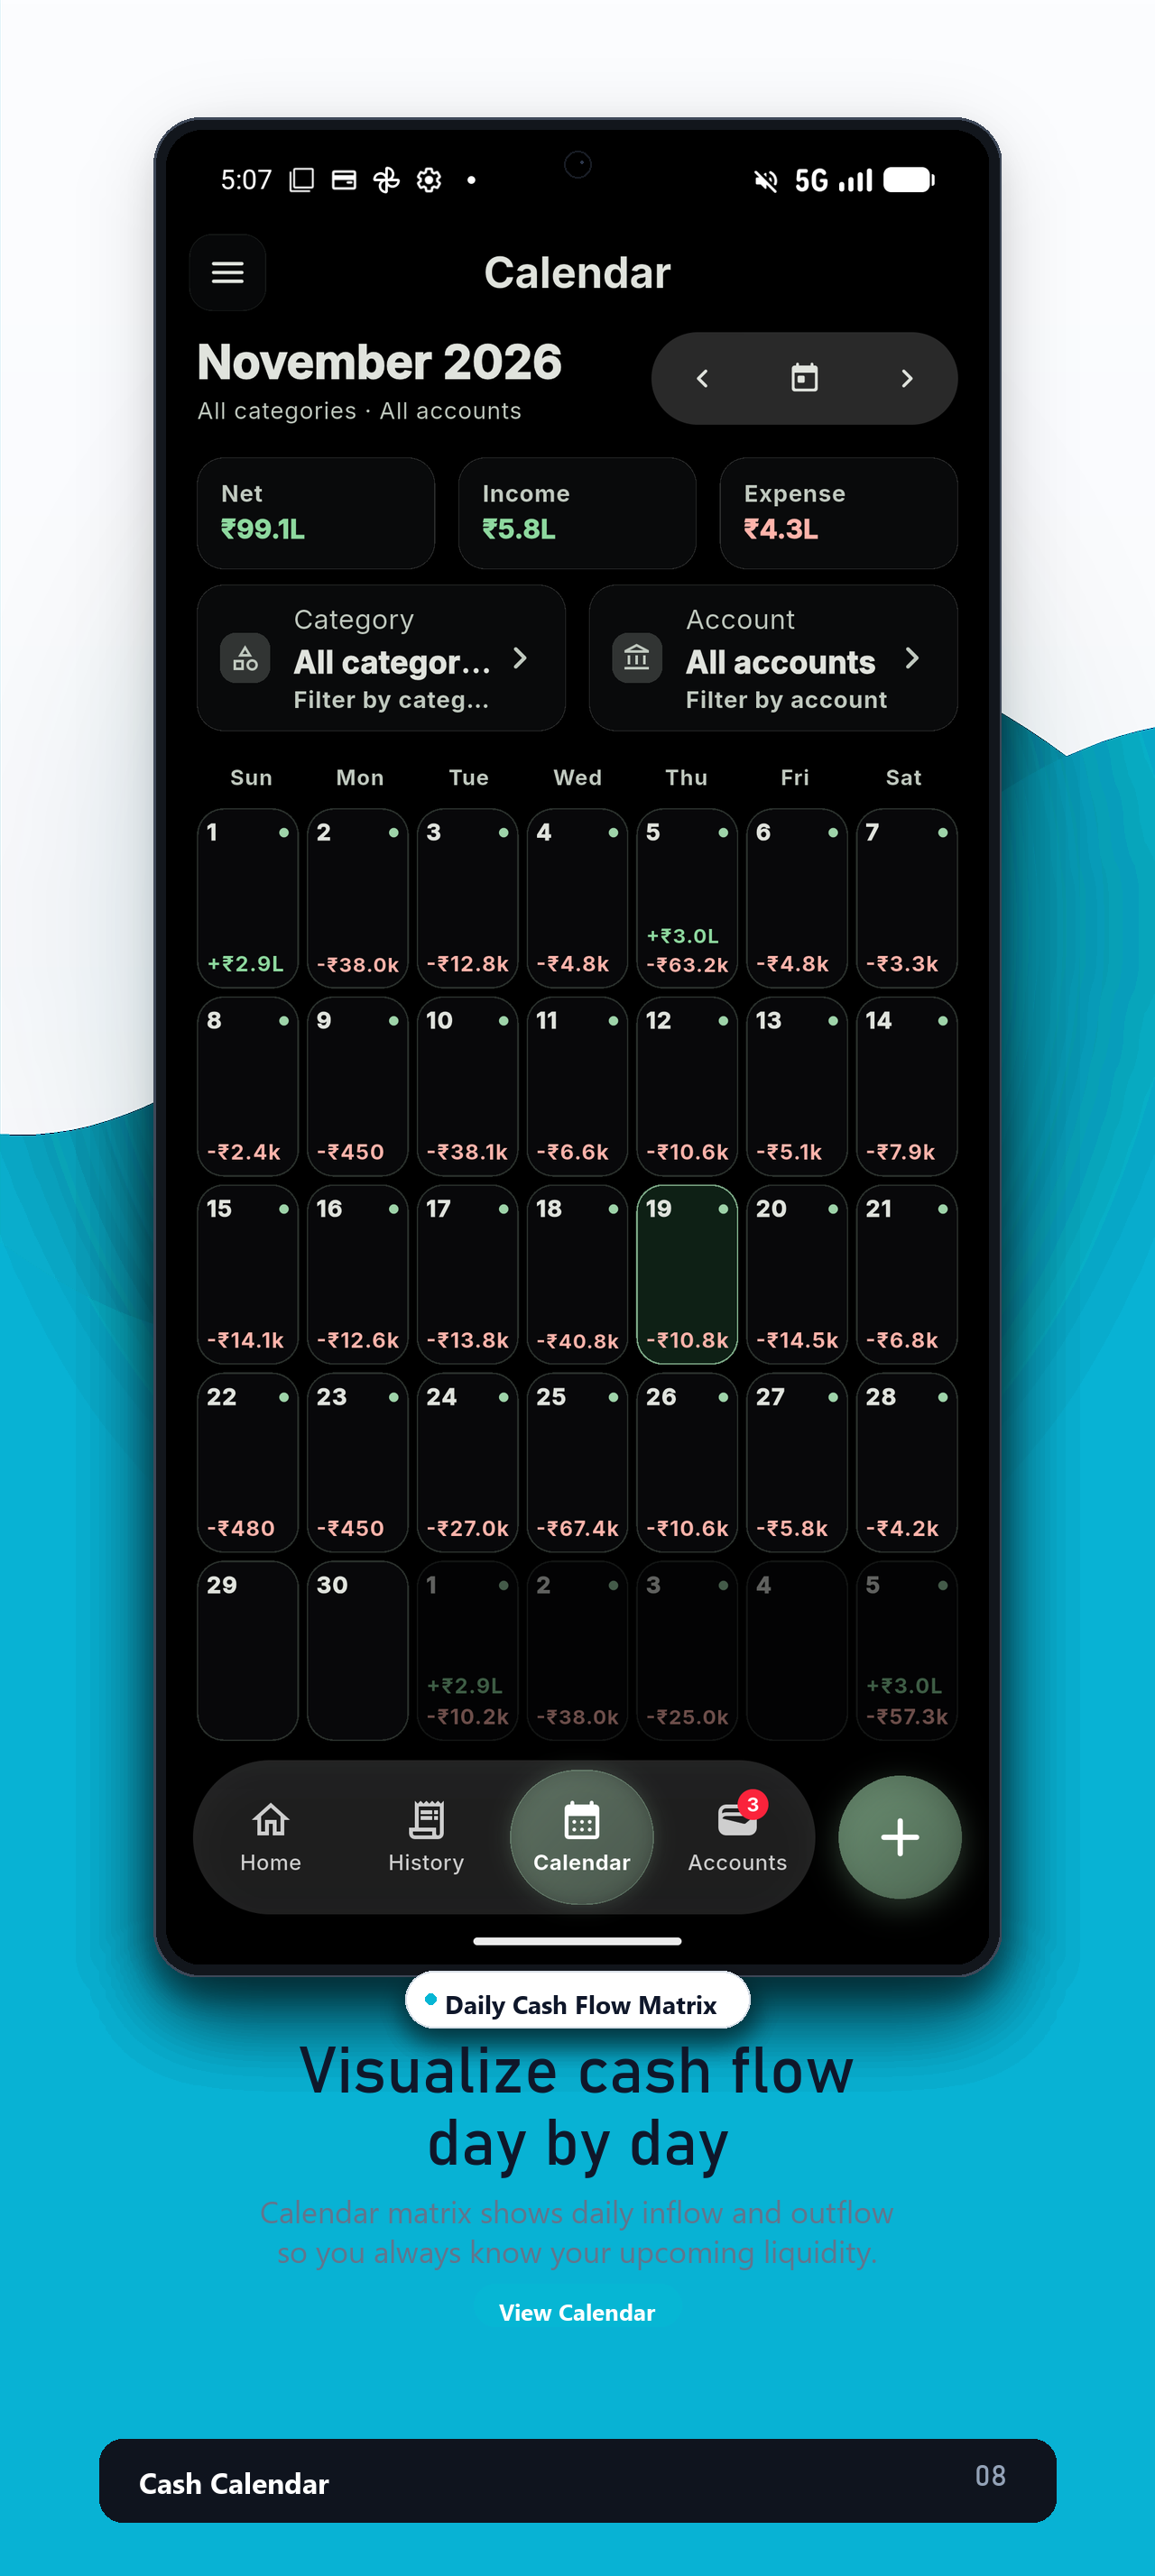 5:07 5G
Calendar
November 2026
All categories · All accounts
Net Income Expense
₹99.1L ₹5.8L ₹4.3L
Category Account
All categor... All accounts
Filter by categ... Filter by account
Sun Mon Tue Wed Thu Fri Sat
1 2 3 4 5 6 7
+₹3.0L
+₹2.9L -₹38.0k -₹12.8k -₹4.8k -₹63.2k -₹4.8k -₹3.3k
8 9 10 11 12 13 14
-₹2.4k -₹450 -₹38.1k -₹6.6k -₹10.6k -₹5.1k -₹7.9k
15 16 17 18 19 20 21
-₹14.1k -₹12.6k -₹13.8k -₹40.8k -₹10.8k -₹14.5k -₹6.8k
22 23 24 25 26 27 28
-₹480 -₹450 -₹27.0k -₹67.4k -₹10.6k -₹5.8k -₹4.2k
29 30 1 2 3 4 5
+₹2.9L +₹3.0L
-₹10.2k -₹38.0k -₹25.0k -₹57.3k
3
Home History Calendar Accounts
Daily Cash Flow Matrix
Visualize cash flow
day by day
Calendar matrix shows daily inflow and outflow
so you always know your upcoming liquidity.
View Calendar
Cash Calendar 08